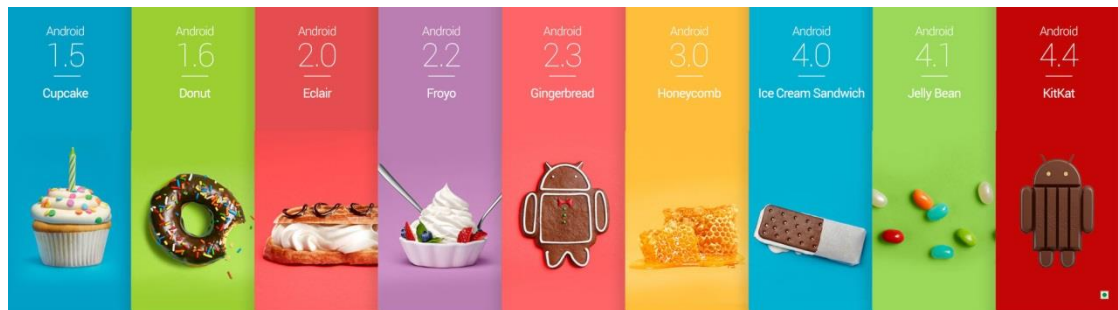 Android
1.5
Cupcake
Android
1.6
Donut
Android
2.0
Eclair
Android
2.2
Froyo
Android
2.3
Gingerbread
Android
3.0
Honeycomb
Android
4.0
Ice Cream Sandwich
Android
4.1
Jelly Bean
Android
4.4
KitKat